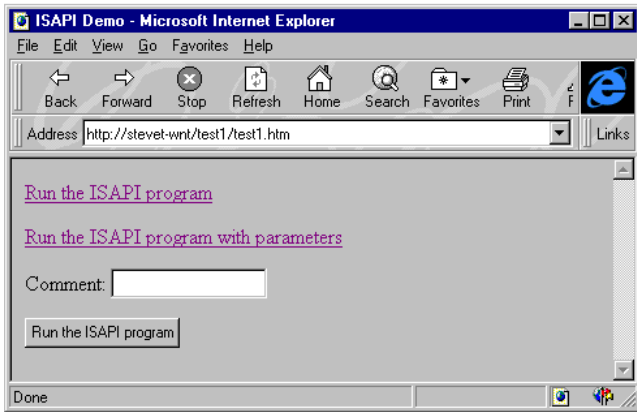 ISAPI Demo - Microsoft Internet Explorer
File Edit View Go Favorites Help
Back Forward Stop Refresh Home Search Favorites Print F
Address http://stevet-wnt/test1/test1.htm Links
Run the ISAPI program
Run the ISAPI program with parameters
Comment:
Run the ISAPI program
Done